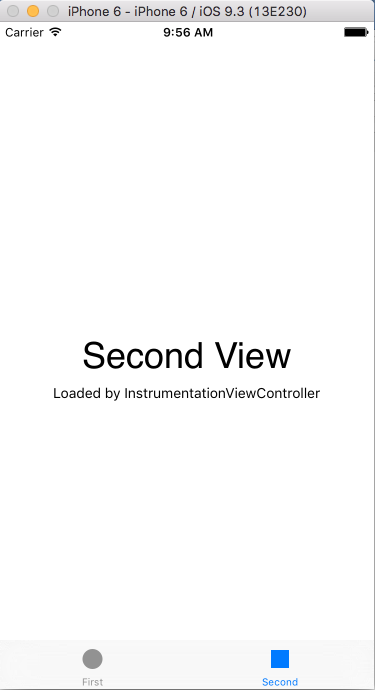 iPhone 6 - iPhone 6 / iOS 9.3 (13E230)
Carrier 9:56 AM
Second View
Loaded by InstrumentationViewController
First Second